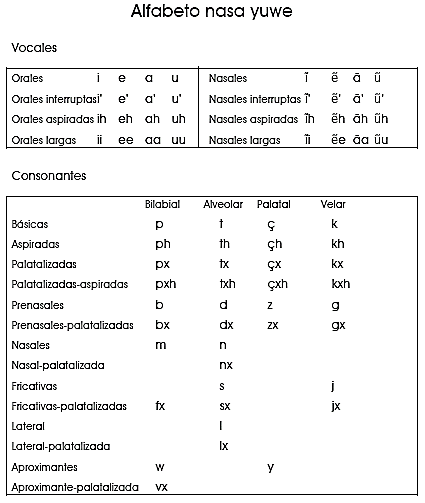 Alfabeto nasa yuwe
Vocales
Orales i e a u Nasales ĩ ẽ ã ũ
Orales interruptas i' e' a' u' Nasales interruptas ĩ' ẽ' ã' ũ'
Orales aspiradas ih eh ah uh Nasales aspiradas ĩh ẽh ãh ũh
Orales largas ii ee aa uu Nasales largas ĩi ẽe ãa ũu
Consonantes
Bilabial Alveolar Palatal Velar
Básicas p t ç k
Aspiradas ph th çh kh
Palatalizadas px tx çx kx
Palatalizadas-aspiradas pxh txh çxh kxh
Prenasales b d z g
Prenasales-palatalizadas bx dx zx gx
Nasales m n
Nasal-palatalizada nx
Fricativas s j
Fricativas-palatalizadas fx sx jx
Lateral l
Lateral-palatalizada lx
Aproximantes w y
Aproximante-palatalizada vx